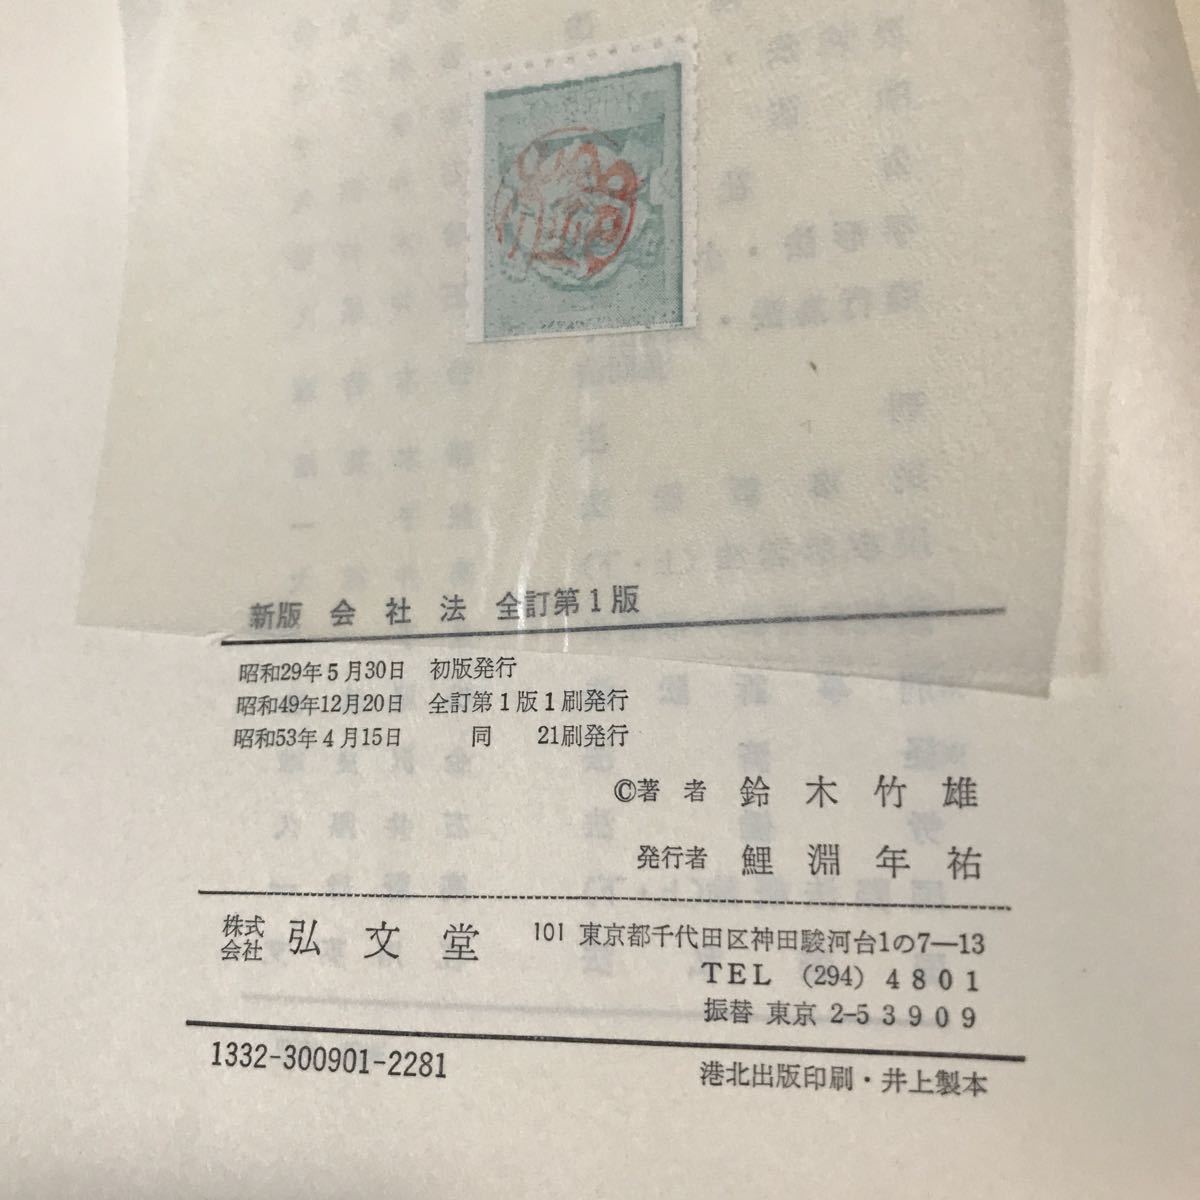 新版 会社法 全訂第1版
昭和29年5月30日 初版発行
昭和49年12月20日 全訂第1版1刷発行
昭和53年4月15日 同 21刷発行
©著者 鈴木竹雄
発行者 鯉淵年祐
株式会社 弘文堂
101 東京都千代田区神田駿河台1の7―13
TEL (294) 4801
振替 東京 2-53909
1332-300901-2281
港北出版印刷・井上製本